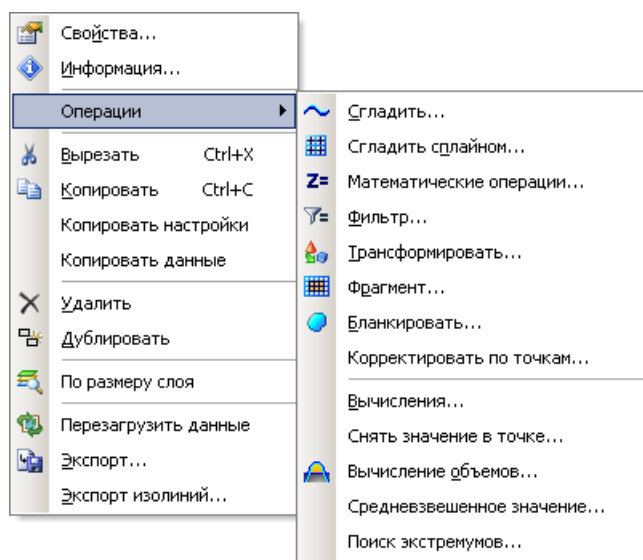 Свойства...
Информация...
Операции
Вырезать Ctrl+X
Копировать Ctrl+C
Копировать настройки
Копировать данные
Удалить
Дублировать
По размеру слоя
Перезагрузить данные
Экспорт...
Экспорт изолиний...
Сгладить...
Сгладить сплайном...
Z= Математические операции...
Фильтр...
Трансформировать...
Фрагмент...
Бланкировать...
Корректировать по точкам...
Вычисления...
Снять значение в точке...
Вычисление объемов...
Средневзвешенное значение...
Поиск экстремумов...